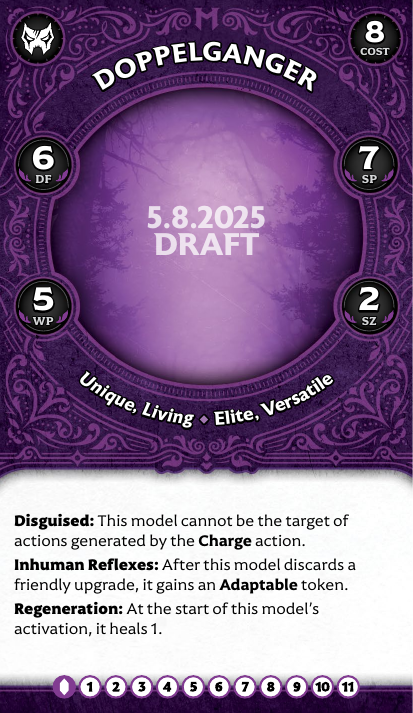 8
COST
DOPPELGANGER
6
DF
7
SP
5.8.2025
DRAFT
5
WP
2
SZ
Unique, Living ◆ Elite, Versatile
Disguised: This model cannot be the target of
actions generated by the Charge action.
Inhuman Reflexes: After this model discards a
friendly upgrade, it gains an Adaptable token.
Regeneration: At the start of this model's
activation, it heals 1.
1 2 3 4 5 6 7 8 9 10 11